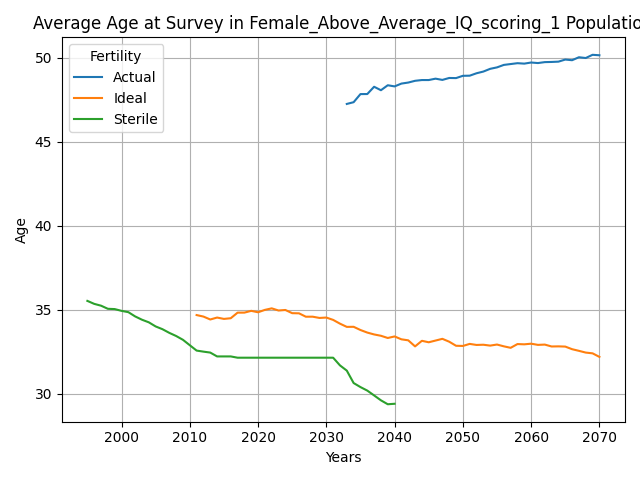 Average Age at Survey in Female_Above_Average_IQ_scoring_1 Populatio
Fertility
Actual
Ideal
Sterile
50
45
40
35
30
Age
2000 2010 2020 2030 2040 2050 2060 2070
Years